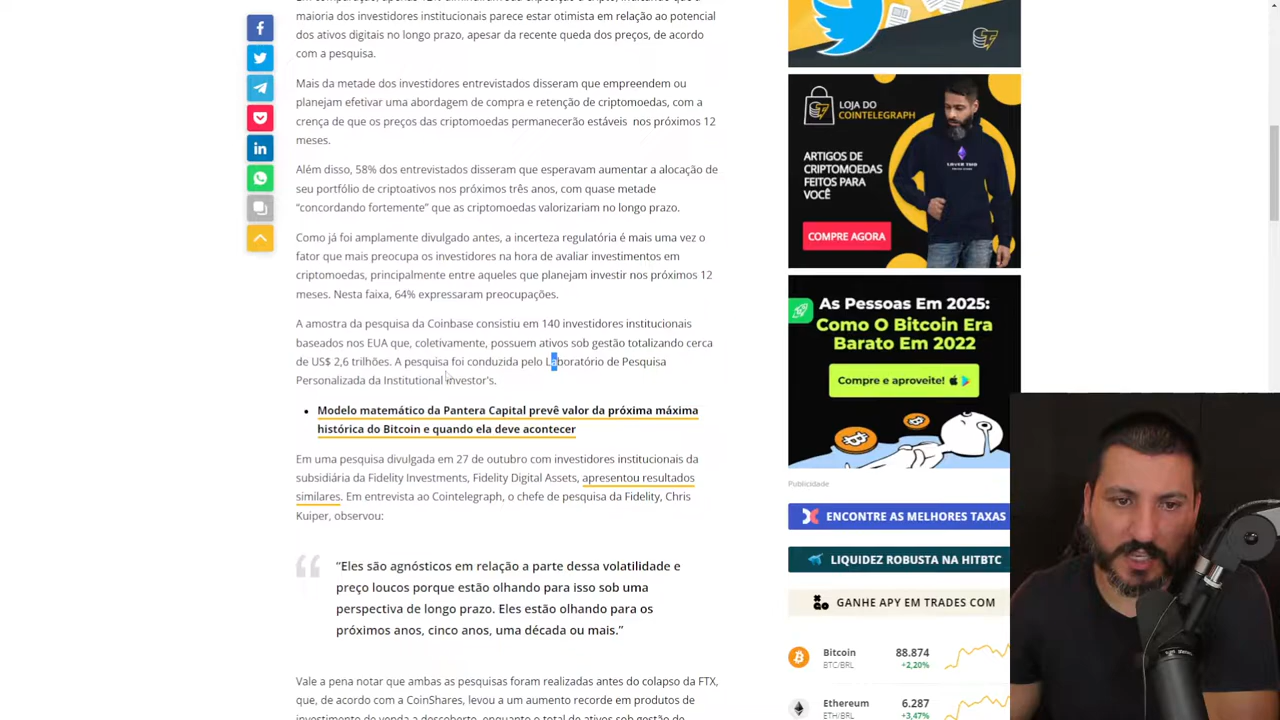 maioria dos investidores institucionais parece estar otimista em relação ao potencial
dos ativos digitais no longo prazo, apesar da recente queda dos preços, de acordo
com a pesquisa.
Mais da metade dos investidores entrevistados disseram que empreendem ou
planejam efetivar uma abordagem de compra e retenção de criptomoedas, com a
crença de que os preços das criptomoedas permanecerão estáveis nos próximos 12
meses.
Além disso, 58% dos entrevistados disseram que esperavam aumentar a alocação de
seu portfólio de criptoativos nos próximos três anos, com quase metade
“concordando fortemente” que as criptomoedas valorizariam no longo prazo.
Como já foi amplamente divulgado antes, a incerteza regulatória é mais uma vez o
fator que mais preocupa os investidores na hora de avaliar investimentos em
criptomoedas, principalmente entre aqueles que planejam investir nos próximos 12
meses. Nesta faixa, 64% expressaram preocupações.
A amostra da pesquisa da Coinbase consistiu em 140 investidores institucionais
baseados nos EUA que, coletivamente, possuem ativos sob gestão totalizando cerca
de US$ 2,6 trilhões. A pesquisa foi conduzida pelo Laboratório de Pesquisa
Personalizada da Institutional Investor's.
Modelo matemático da Pantera Capital prevê valor da próxima máxima
histórica do Bitcoin e quando ela deve acontecer
Em uma pesquisa divulgada em 27 de outubro com investidores institucionais da
subsidiária da Fidelity Investments, Fidelity Digital Assets, apresentou resultados
similares. Em entrevista ao Cointelegraph, o chefe de pesquisa da Fidelity, Chris
Kuiper, observou:
“Eles são agnósticos em relação a parte dessa volatilidade e
preço loucos porque estão olhando para isso sob uma
perspectiva de longo prazo. Eles estão olhando para os
próximos anos, cinco anos, uma década ou mais.”
Vale a pena notar que ambas as pesquisas foram realizadas antes do colapso da FTX,
que, de acordo com a CoinShares, levou a um aumento recorde em produtos de
LOJA DO
COINTELEGRAPH
ARTIGOS DE
CRIPTOMOEDAS
FEITOS PARA
VOCÊ
COMPRE AGORA
As Pessoas Em 2025:
Como O Bitcoin Era
Barato Em 2022
Compre e aproveite!
Publicidade
ENCONTRE AS MELHORES TAXAS
LIQUIDEZ ROBUSTA NA HITBTC
GANHE APY EM TRADES COM
Bitcoin 88.874
BTC/BRL +2,20%
Ethereum 6.287
ETH/BRL +3,47%